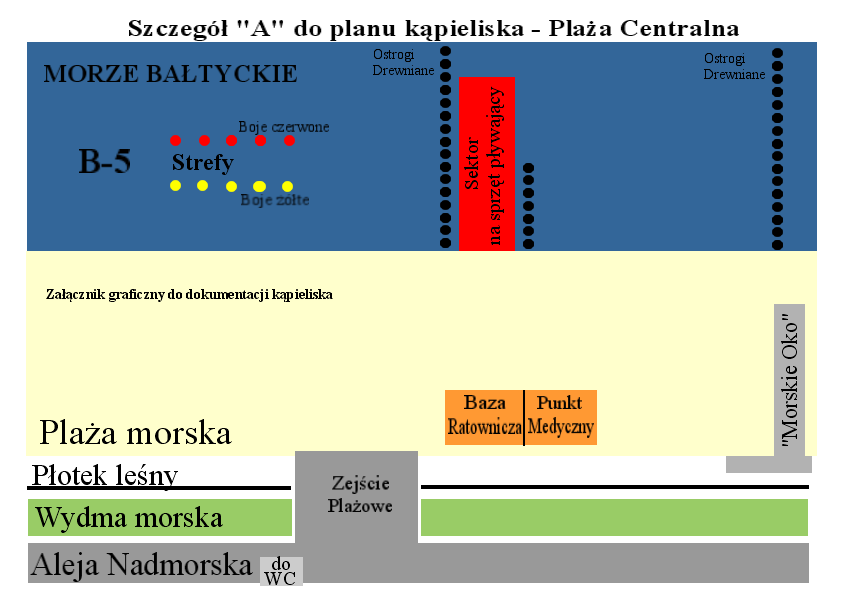 Szczegół "A" do planu kąpieliska - Plaża Centralna
MORZE BAŁTYCKIE
Ostrogi
Drewniane
Ostrogi
Drewniane
Boje czerwone
B-5
Strefy
Boje żółte
Sektor
na sprzęt pływający
Załącznik graficzny do dokumentacji kąpieliska
"Morskie Oko"
Baza
Ratownicza
Punkt
Medyczny
Plaża morska
Płotek leśny
Zejście
Plażowe
Wydma morska
Aleja Nadmorska
do
WC